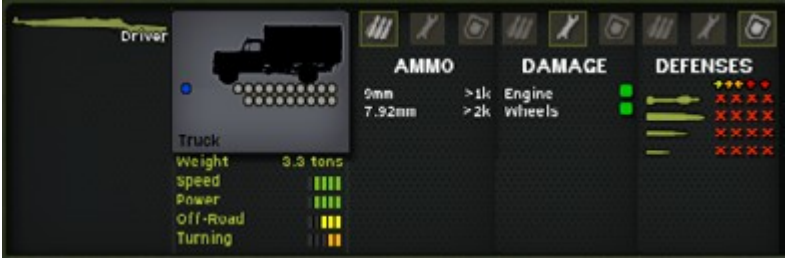 Driver
Truck
Weight 3.3 tons
Speed
Power
Off-Road
Turning
AMMO
9mm >1k
7.92mm >2k
DAMAGE
Engine
Wheels
DEFENSES